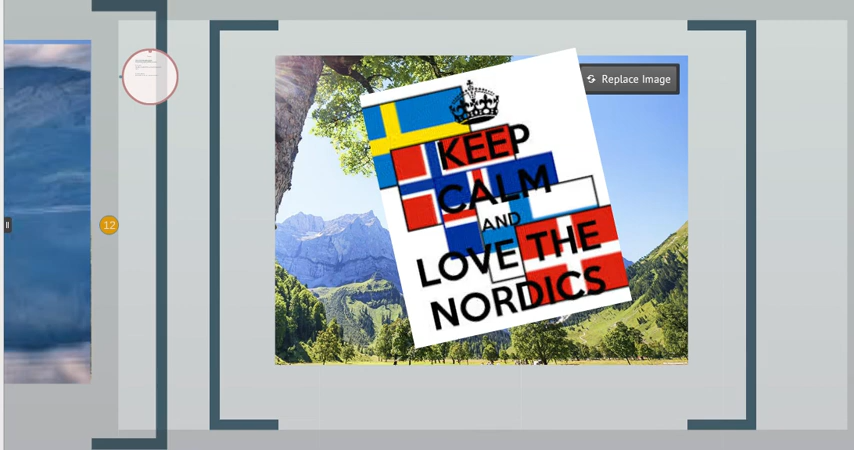 Replace Image
KEEP
CALM
AND
LOVE THE
NORDICS
12